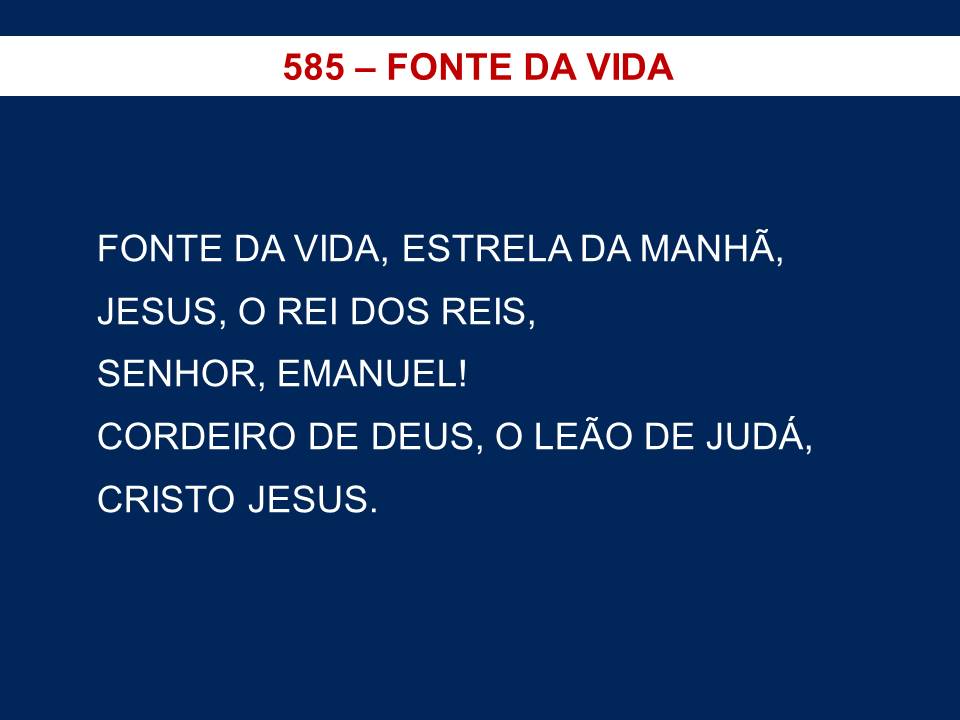 585 – FONTE DA VIDA
FONTE DA VIDA, ESTRELA DA MANHÃ,
JESUS, O REI DOS REIS,
SENHOR, EMANUEL!
CORDEIRO DE DEUS, O LEÃO DE JUDÁ,
CRISTO JESUS.